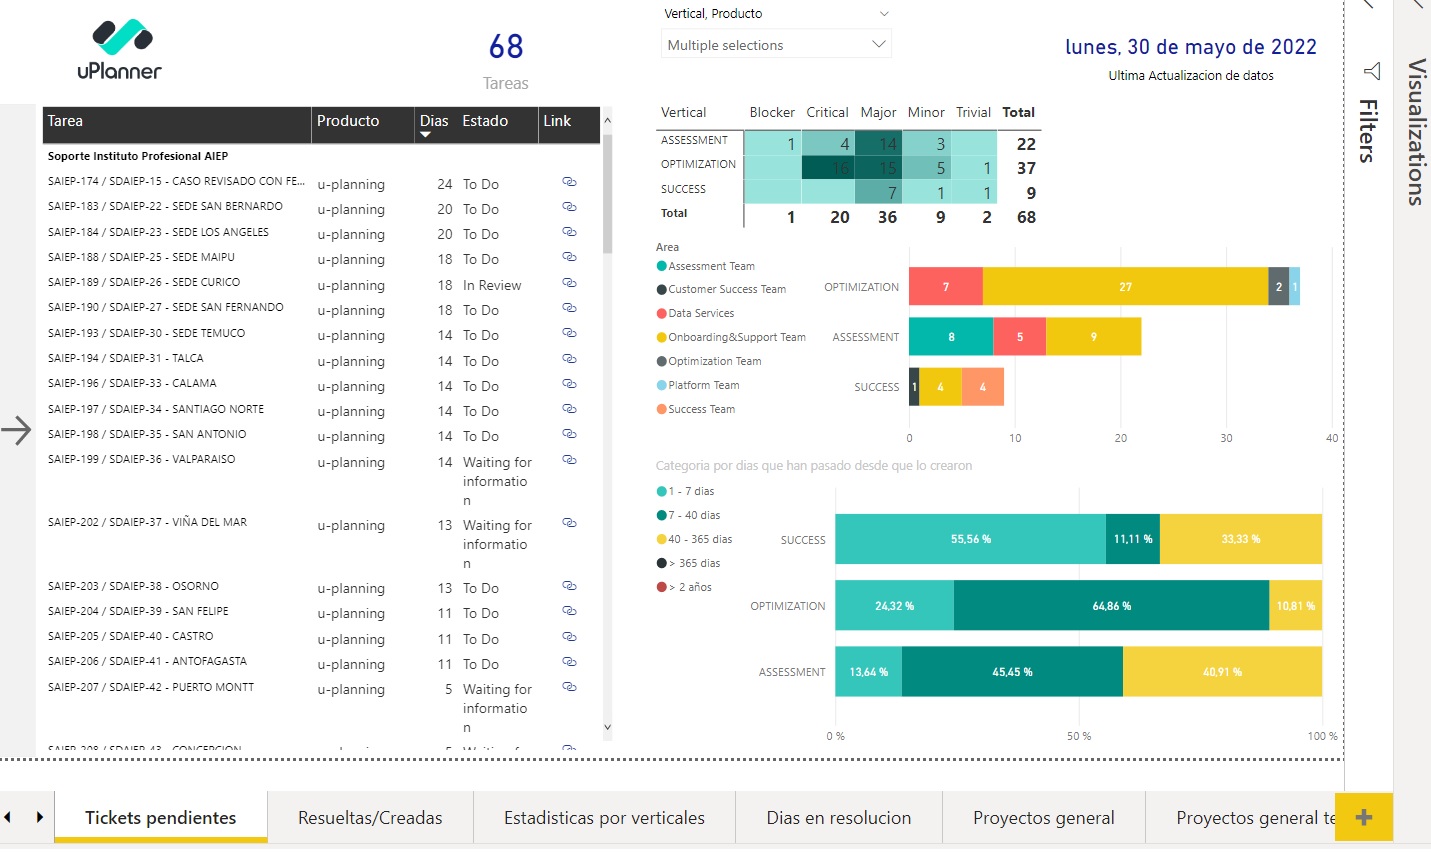 uPlanner
68
Tareas
Vertical, Producto
Multiple selections
lunes, 30 de mayo de 2022
Ultima Actualizacion de datos
Filters
Visualizations
Tarea Producto Dias Estado Link
Soporte Instituto Profesional AIEP
SAIEP-174 / SDAIEP-15 - CASO REVISADO CON FE... u-planning 24 To Do
SAIEP-183 / SDAIEP-22 - SEDE SAN BERNARDO u-planning 20 To Do
SAIEP-184 / SDAIEP-23 - SEDE LOS ANGELES u-planning 20 To Do
SAIEP-188 / SDAIEP-25 - SEDE MAIPU u-planning 18 To Do
SAIEP-189 / SDAIEP-26 - SEDE CURICO u-planning 18 In Review
SAIEP-190 / SDAIEP-27 - SEDE SAN FERNANDO u-planning 18 To Do
SAIEP-193 / SDAIEP-30 - SEDE TEMUCO u-planning 14 To Do
SAIEP-194 / SDAIEP-31 - TALCA u-planning 14 To Do
SAIEP-196 / SDAIEP-33 - CALAMA u-planning 14 To Do
SAIEP-197 / SDAIEP-34 - SANTIAGO NORTE u-planning 14 To Do
SAIEP-198 / SDAIEP-35 - SAN ANTONIO u-planning 14 To Do
SAIEP-199 / SDAIEP-36 - VALPARAISO u-planning 14 Waiting for
informatio
n
SAIEP-202 / SDAIEP-37 - VIÑA DEL MAR u-planning 13 Waiting for
informatio
n
SAIEP-203 / SDAIEP-38 - OSORNO u-planning 13 To Do
SAIEP-204 / SDAIEP-39 - SAN FELIPE u-planning 11 To Do
SAIEP-205 / SDAIEP-40 - CASTRO u-planning 11 To Do
SAIEP-206 / SDAIEP-41 - ANTOFAGASTA u-planning 11 To Do
SAIEP-207 / SDAIEP-42 - PUERTO MONTT u-planning 5 Waiting for
informatio
n
Vertical Blocker Critical Major Minor Trivial Total
ASSESSMENT 1 4 14 3 22
OPTIMIZATION 16 15 5 1 37
SUCCESS 7 1 1 9
Total 1 20 36 9 2 68
Area
Assessment Team
Customer Success Team
Data Services
Onboarding&Support Team
Optimization Team
Platform Team
Success Team
OPTIMIZATION 7 27 2 1
ASSESSMENT 8 5 9
SUCCESS 1 4 4
0 10 20 30 40
Categoria por dias que han pasado desde que lo crearon
1 - 7 dias
7 - 40 dias
40 - 365 dias
> 365 dias
> 2 años
SUCCESS 55,56 % 11,11 % 33,33 %
OPTIMIZATION 24,32 % 64,86 % 10,81 %
ASSESSMENT 13,64 % 45,45 % 40,91 %
0 % 50 % 100 %
Tickets pendientes Resueltas/Creadas Estadisticas por verticales Dias en resolucion Proyectos general Proyectos general te